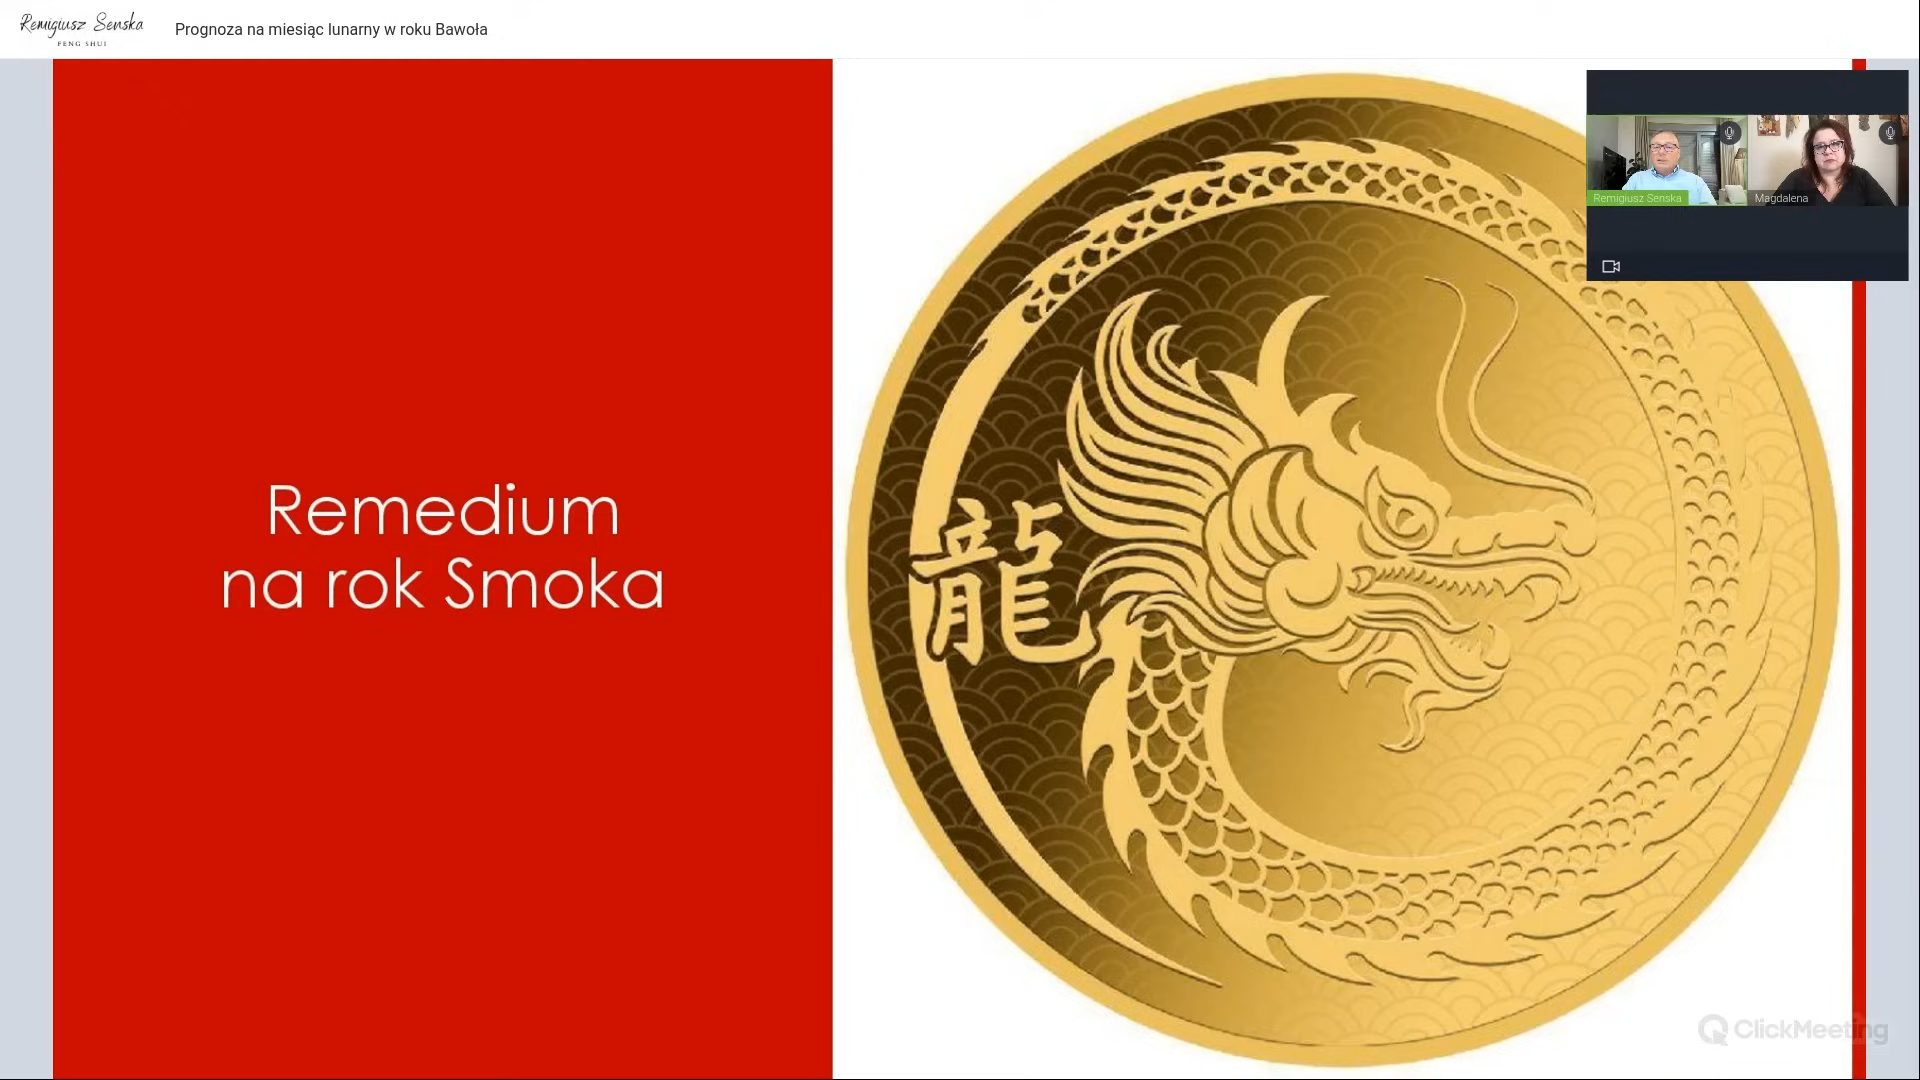 Remigiusz Senska
FENG SHUI
Prognoza na miesiąc lunarny w roku Bawoła
Remigiusz Senska
Magdalena
Remedium
na rok Smoka
龍
ClickMeeting